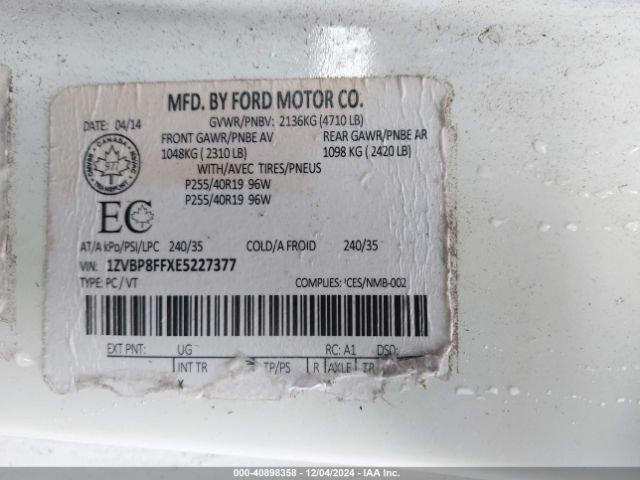 MFD. BY FORD MOTOR CO.
DATE: 04/14
GVWR/PNBV: 2136KG (4710 LB)
FRONT GAWR/PNBE AV
REAR GAWR/PNBE AR
1048KG ( 2310 LB)
1098 KG ( 2420 LB)
WITH/AVEC TIRES/PNEUS
P255/40R19 96W
P255/40R19 96W
CANADA
EC
AT/A kPo/PSI/LPC 240/35 COLD/A FROID 240/35
VIN: 1ZVBP8FFXE5227377
TYPE: PC / VT COMPLIES: ICES/NMB-002
EXT PNT: UG RC: A1 DSO:
INT TR TP/PS R AXLE TR
X
000-40898358 - 12/04/2024 - IAA Inc.